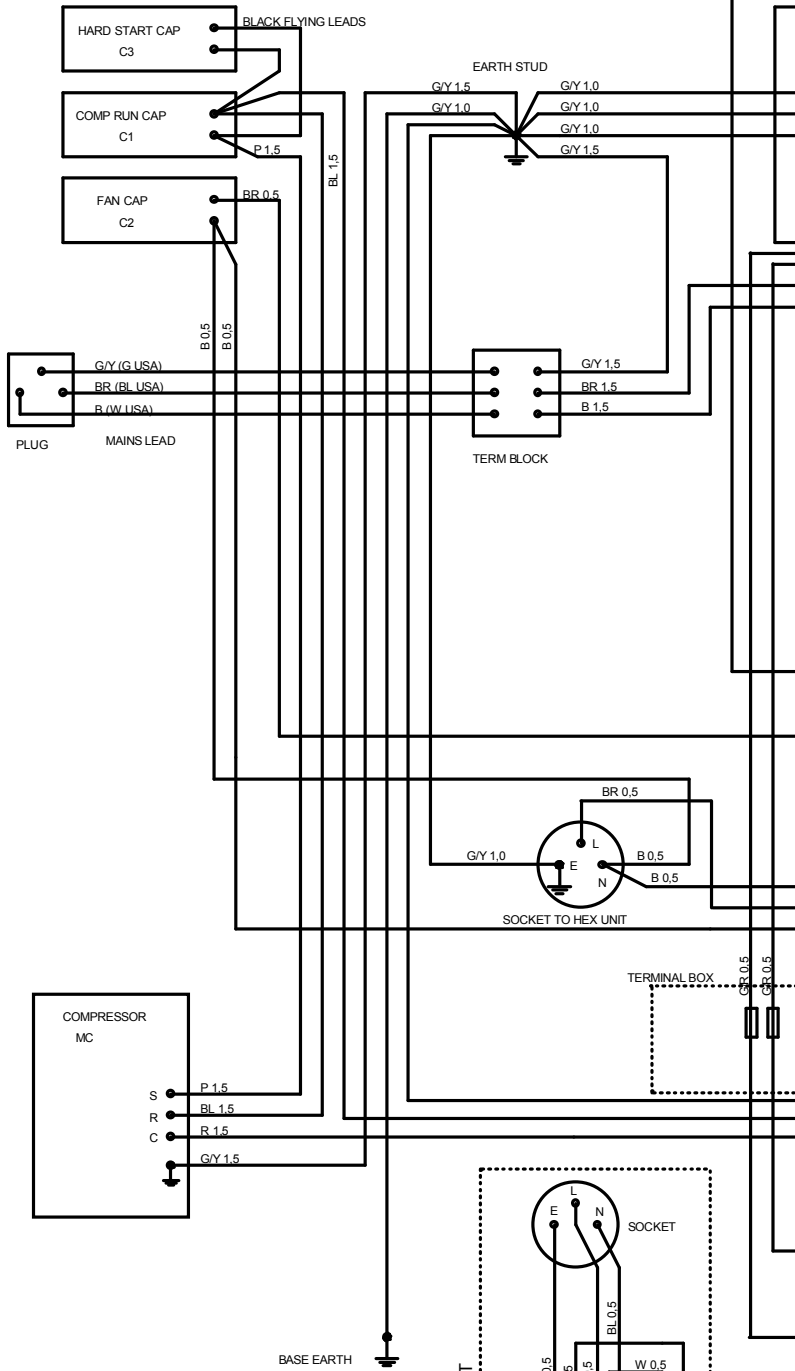 HARD START CAP
C3
BLACK FLYING LEADS
COMP RUN CAP
C1
P 1,5
BL 1,5
FAN CAP
C2
BR 0,5
B 0,5
B 0,5
EARTH STUD
G/Y 1,5
G/Y 1,0
G/Y 1,0
G/Y 1,0
G/Y 1,0
G/Y 1,5
G/Y (G USA)
BR (BL USA)
B (W USA)
PLUG
MAINS LEAD
G/Y 1,5
BR 1,5
B 1,5
TERM BLOCK
BR 0,5
L
G/Y 1,0
E
N
B 0,5
B 0,5
SOCKET TO HEX UNIT
TERMINAL BOX
G/R 0,5
G/R 0,5
COMPRESSOR
MC
S
P 1,5
R
BL 1,5
C
R 1,5
G/Y 1,5
L
E
N
SOCKET
BL 0,5
W 0,5
BASE EARTH